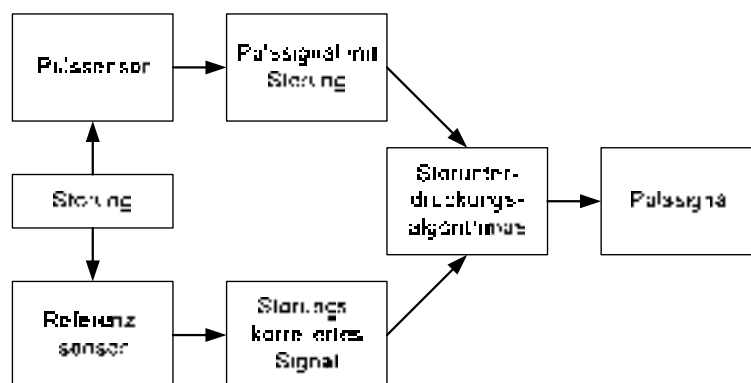 Pulssensor
Pulssignal mit
Störung
Störung
Störunter-
drückungs-
algorithmus
Pulssignal
Referenz
sensor
Störungs
korreliertes
Signal